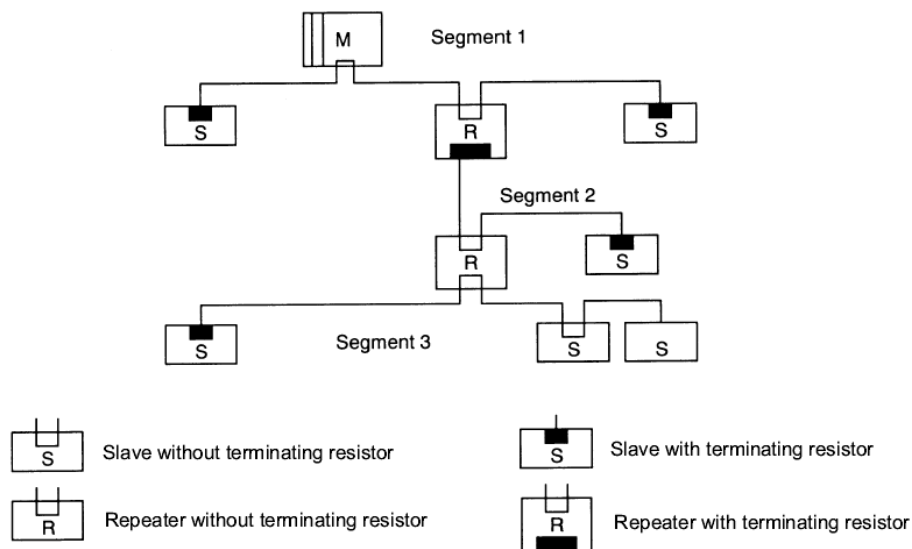 M
Segment 1
S
R
S
Segment 2
R
S
S
Segment 3
S
S
S
Slave without terminating resistor
S
Slave with terminating resistor
R
Repeater without terminating resistor
R
Repeater with terminating resistor